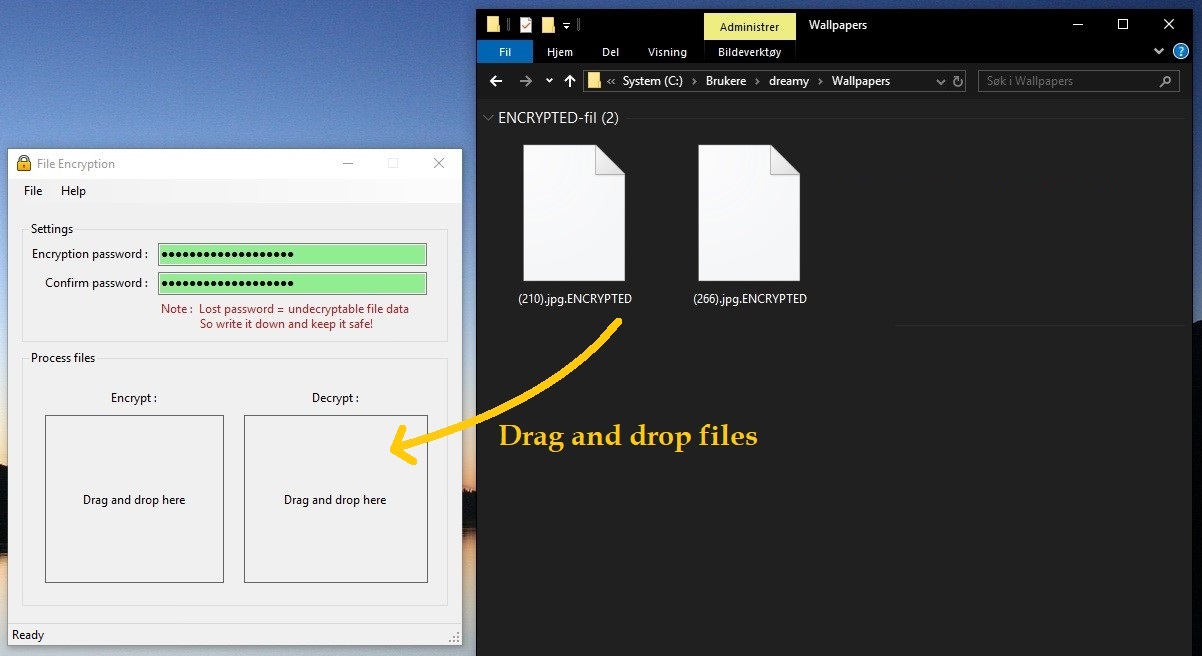 File Encryption
File Help
Settings
Encryption password : ●●●●●●●●●●●●●●●●●●●
Confirm password : ●●●●●●●●●●●●●●●●●●●
Note : Lost password = undecryptable file data
So write it down and keep it safe!
Process files
Encrypt : Decrypt :
Drag and drop here Drag and drop here
Ready
Administrer Wallpapers
Fil Hjem Del Visning Bildeverktøy
« System (C:) › Brukere › dreamy › Wallpapers Søk i Wallpapers
ENCRYPTED-fil (2)
(210).jpg.ENCRYPTED (266).jpg.ENCRYPTED
Drag and drop files